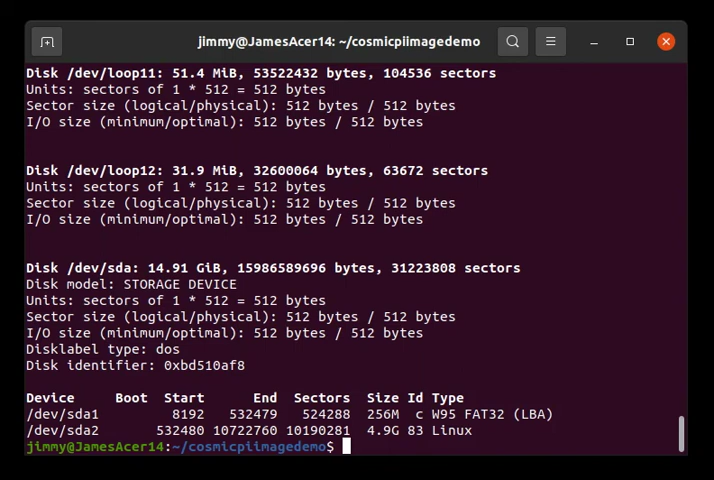 jimmy@JamesAcer14: ~/cosmicpiimagedemo
Disk /dev/loop11: 51.4 MiB, 53522432 bytes, 104536 sectors
Units: sectors of 1 * 512 = 512 bytes
Sector size (logical/physical): 512 bytes / 512 bytes
I/O size (minimum/optimal): 512 bytes / 512 bytes
Disk /dev/loop12: 31.9 MiB, 32600064 bytes, 63672 sectors
Units: sectors of 1 * 512 = 512 bytes
Sector size (logical/physical): 512 bytes / 512 bytes
I/O size (minimum/optimal): 512 bytes / 512 bytes
Disk /dev/sda: 14.91 GiB, 15986589696 bytes, 31223808 sectors
Disk model: STORAGE DEVICE
Units: sectors of 1 * 512 = 512 bytes
Sector size (logical/physical): 512 bytes / 512 bytes
I/O size (minimum/optimal): 512 bytes / 512 bytes
Disklabel type: dos
Disk identifier: 0xbd510af8
Device     Boot  Start      End  Sectors  Size Id Type
/dev/sda1         8192   532479   524288  256M  c W95 FAT32 (LBA)
/dev/sda2       532480 10722760 10190281  4.9G 83 Linux
jimmy@JamesAcer14:~/cosmicpiimagedemo$